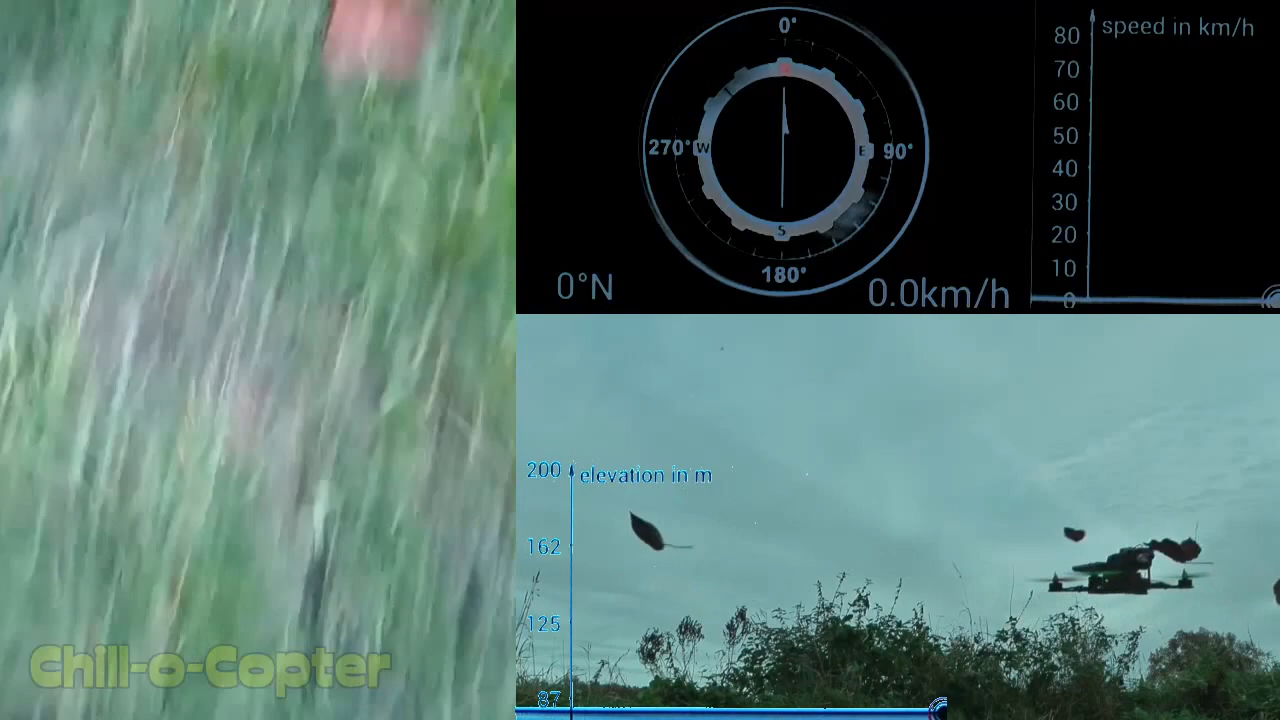 0°
N
270°
W
E
90°
S
180°
0°N
0.0km/h
speed in km/h
80
70
60
50
40
30
20
10
0
200
elevation in m
162
125
87
Chill-o-Copter